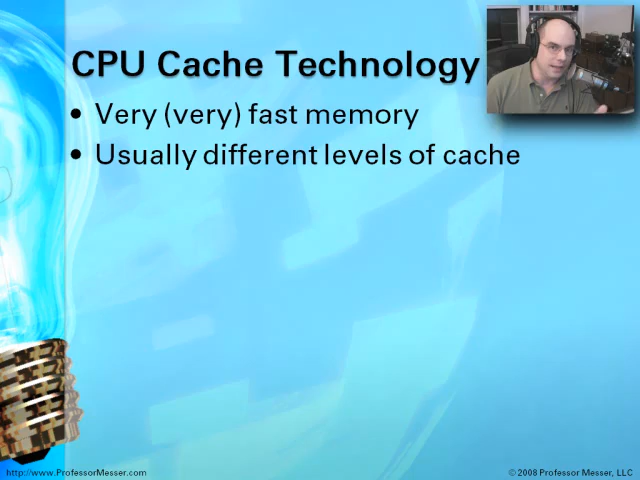 CPU Cache Technology
• Very (very) fast memory
• Usually different levels of cache
http://www.ProfessorMesser.com
© 2008 Professor Messer, LLC